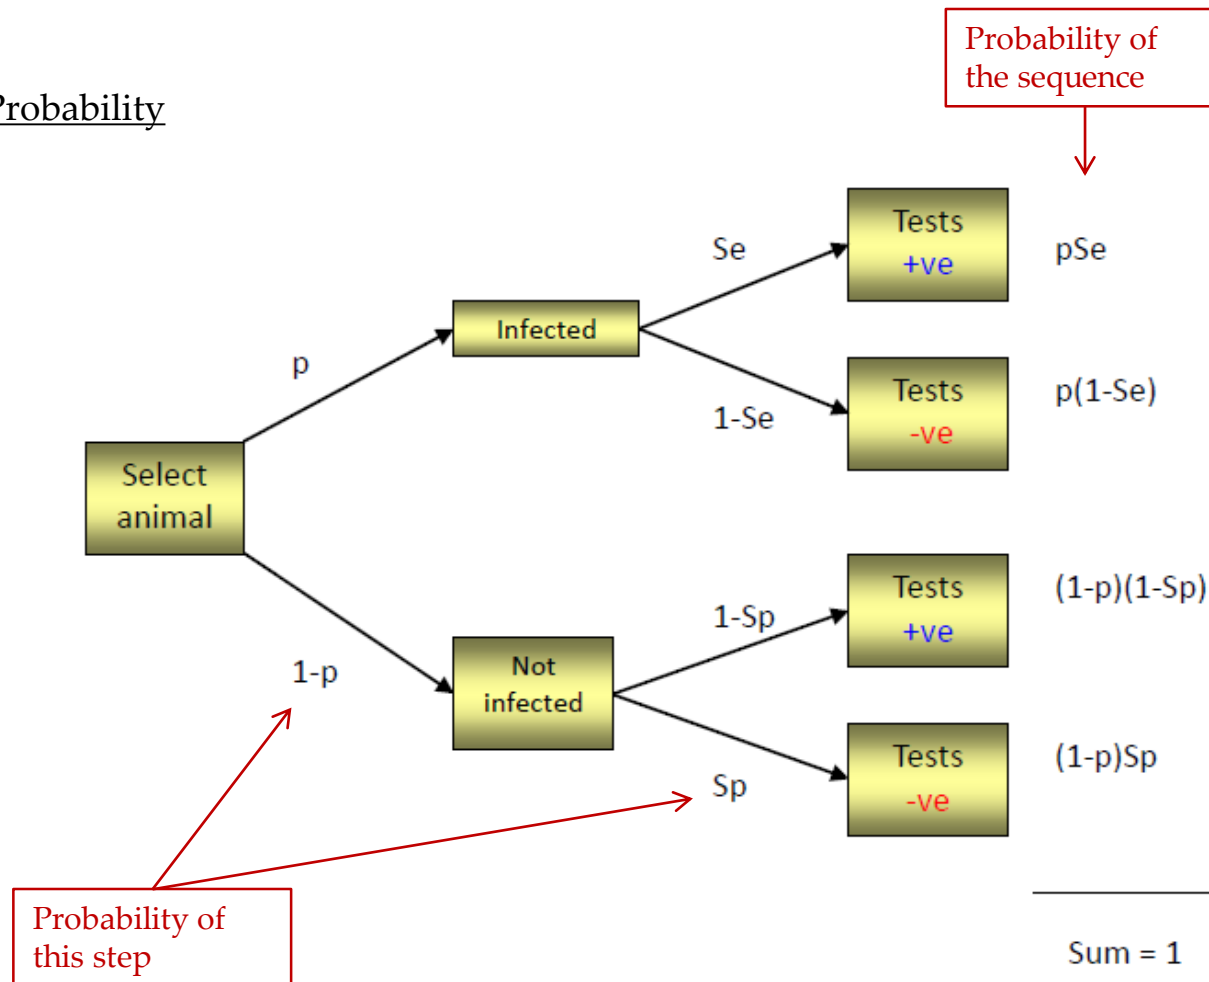 Probability of
the sequence
Probability
Tests
+ve
pSe
Se
Infected
p
Tests
-ve
p(1-Se)
1-Se
Select
animal
Tests
+ve
(1-p)(1-Sp)
1-Sp
Not
infected
1-p
Tests
-ve
(1-p)Sp
Sp
Probability of
this step
Sum = 1